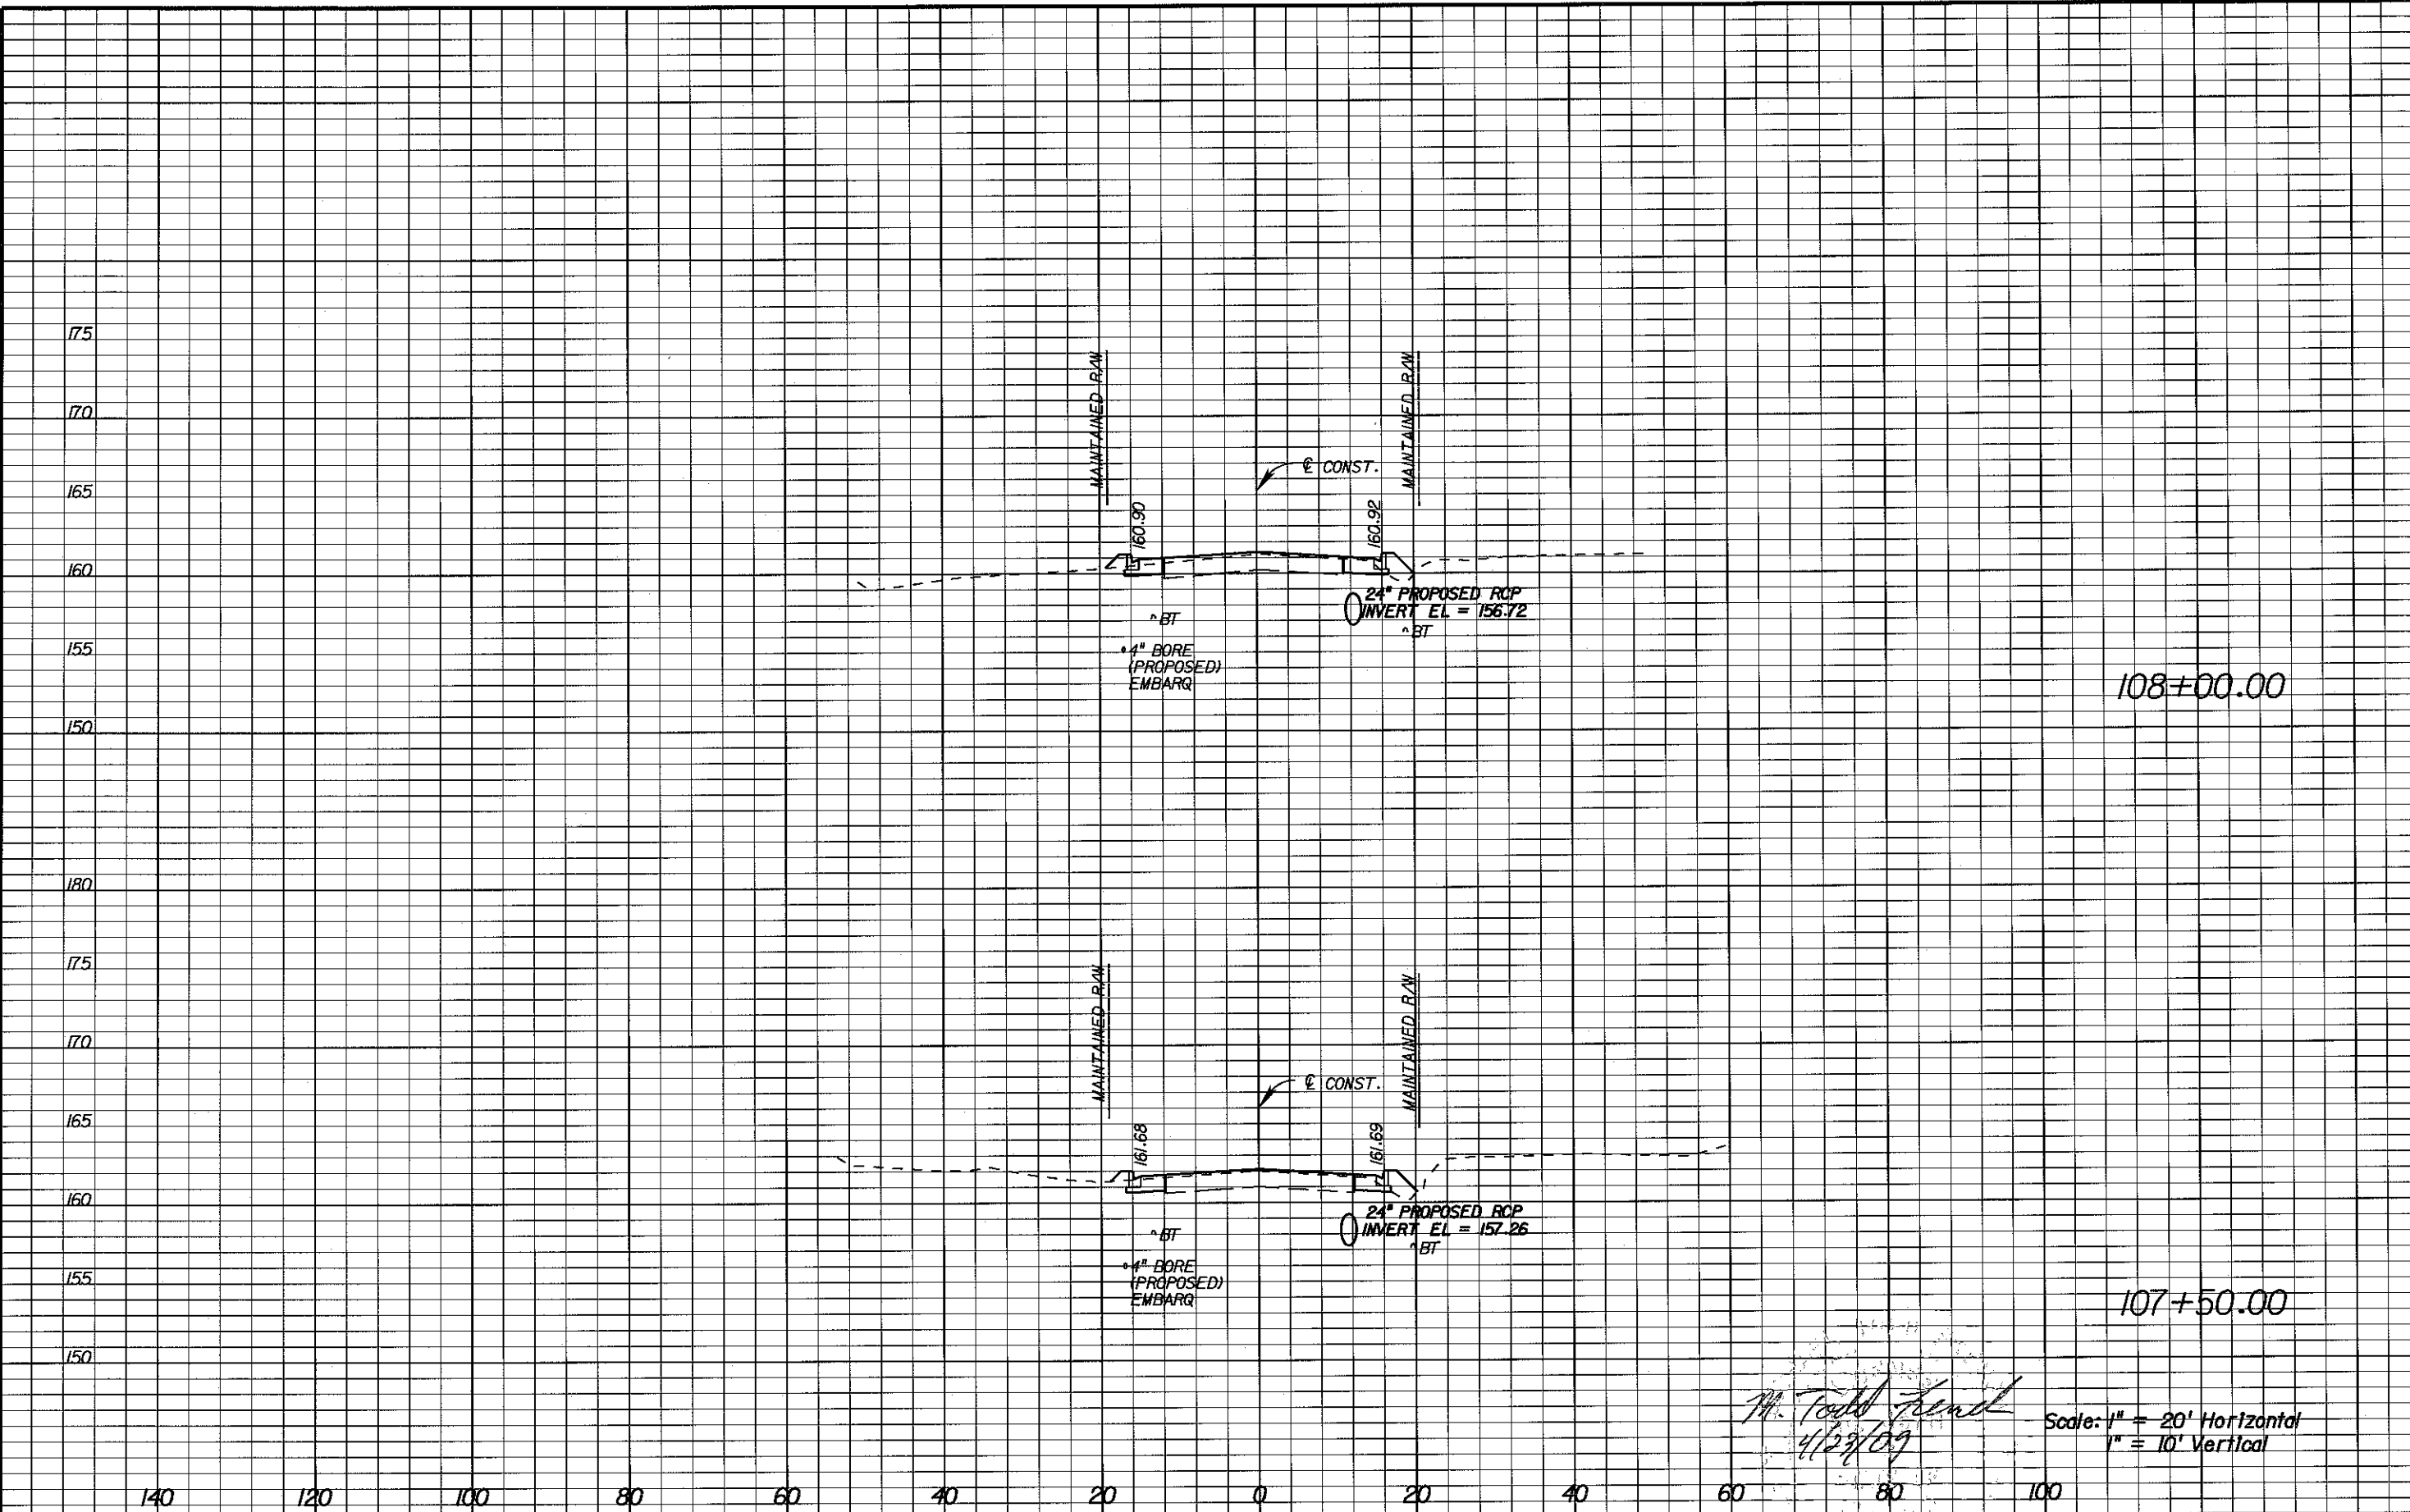 175
170
165
160
155
150
MAINTAINED R/W
MAINTAINED R/W
℄ CONST.
160.90
160.92
24" PROPOSED RCP
INVERT EL = 156.72
^BT
^BT
4" BORE
(PROPOSED)
EMBARQ
108+00.00
180
175
170
165
160
155
150
MAINTAINED R/W
MAINTAINED R/W
℄ CONST.
161.68
161.69
24" PROPOSED RCP
INVERT EL = 157.26
^BT
^BT
4" BORE
(PROPOSED)
EMBARQ
107+50.00
M. Todd
4/23/09
Scale: 1" = 20' Horizontal
1" = 10' Vertical
140 120 100 80 60 40 20 0 20 40 60 80 100